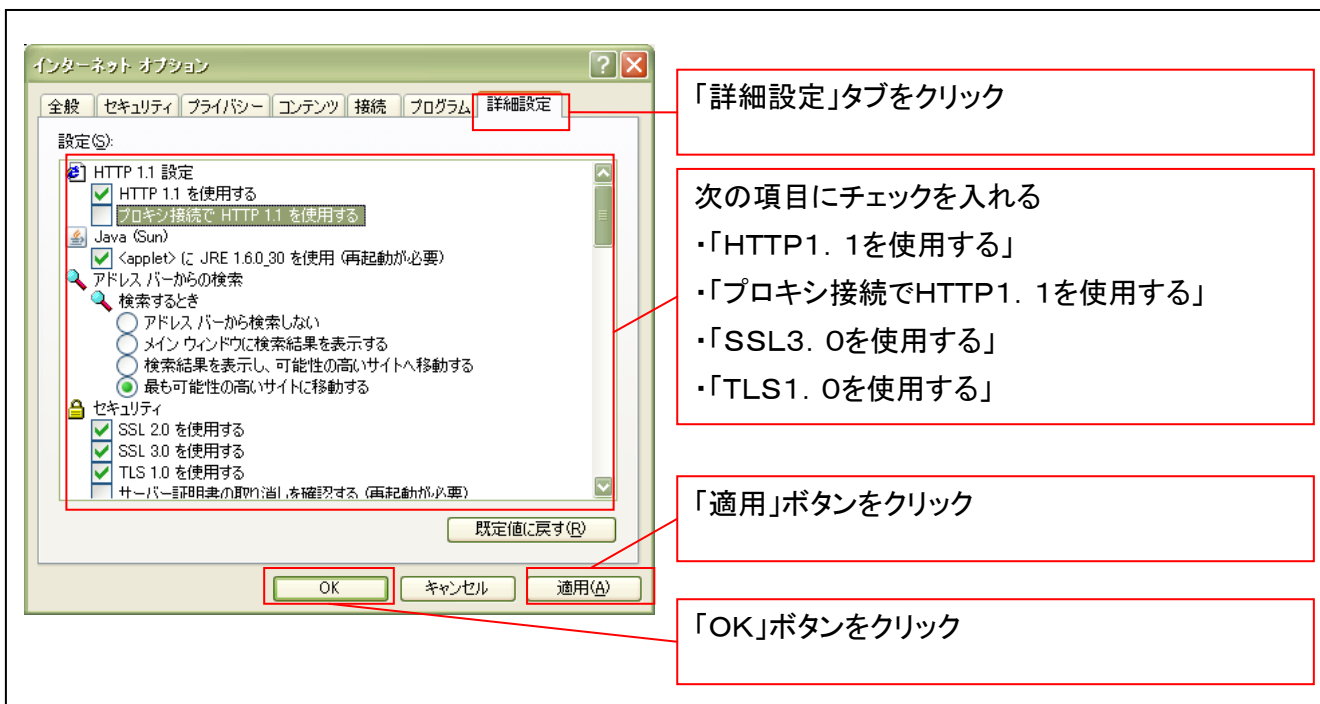 インターネット オプション
全般 セキュリティ プライバシー コンテンツ 接続 プログラム 詳細設定
設定(S):
HTTP 1.1 設定
HTTP 1.1 を使用する
プロキシ接続で HTTP 1.1 を使用する
Java (Sun)
<applet> に JRE 1.6.0_30 を使用 (再起動が必要)
アドレス バーからの検索
検索するとき
アドレス バーから検索しない
メイン ウィンドウに検索結果を表示する
検索結果を表示し、可能性の高いサイトへ移動する
最も可能性の高いサイトに移動する
セキュリティ
SSL 2.0 を使用する
SSL 3.0 を使用する
TLS 1.0 を使用する
サーバー証明書の取り消しを確認する (再起動が必要)
既定値に戻す(R)
OK キャンセル 適用(A)
「詳細設定」タブをクリック
次の項目にチェックを入れる
・「HTTP1．1を使用する」
・「プロキシ接続でHTTP1．1を使用する」
・「SSL3．0を使用する」
・「TLS1．0を使用する」
「適用」ボタンをクリック
「OK」ボタンをクリック